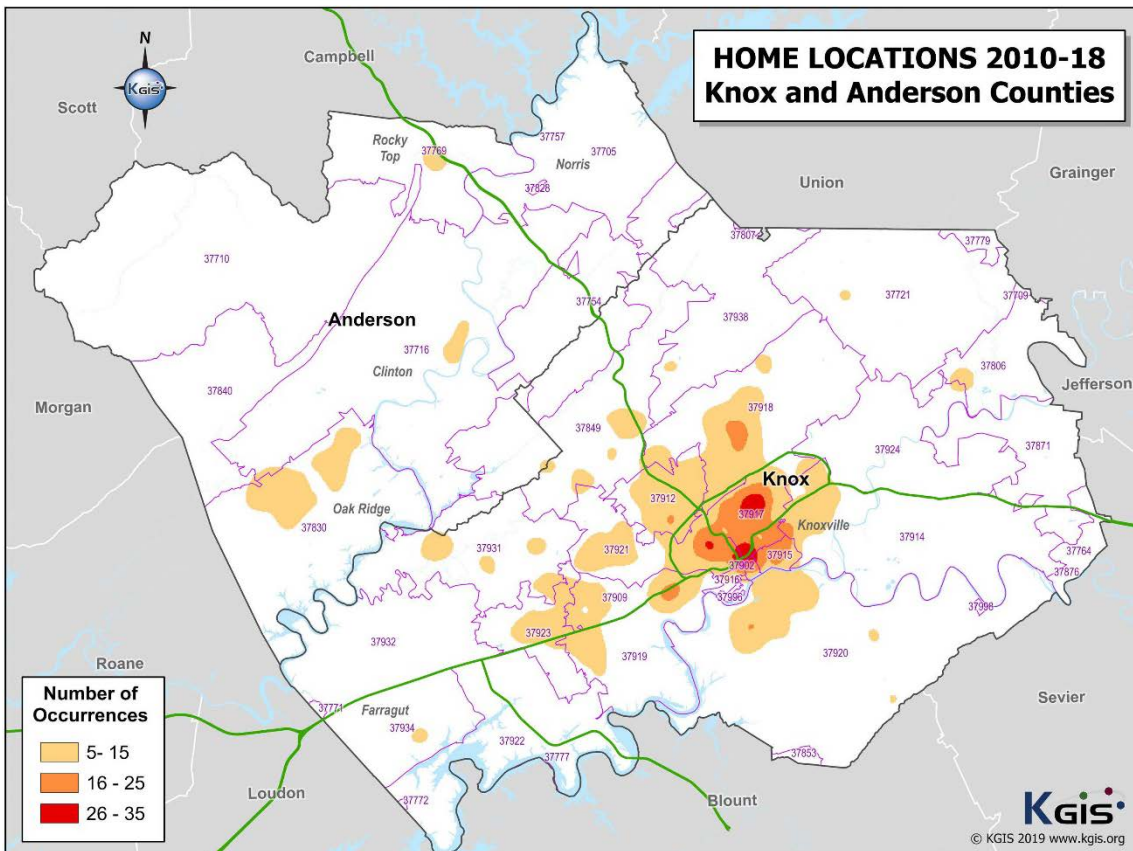 HOME LOCATIONS 2010-18
Knox and Anderson Counties
N
KGIS
Campbell
Scott
Rocky
Top
37769
37757
37705
Norris
37828
Union
Grainger
37710
37807
37779
37754
37721
37709
Anderson
37938
37716
Clinton
37806
Jefferson
37840
Morgan
37918
37849
37924
37871
Knox
37912
37917
Knoxville
Oak Ridge
37830
37931
37921
37914
37915
37902
37764
37916
37876
37909
37996
37998
37923
37932
37919
37920
Roane
Sevier
Number of
Occurrences
5- 15
16 - 25
26 - 35
37771
Farragut
37934
37922
37777
37853
37772
Loudon
Blount
KGIS
© KGIS 2019 www.kgis.org